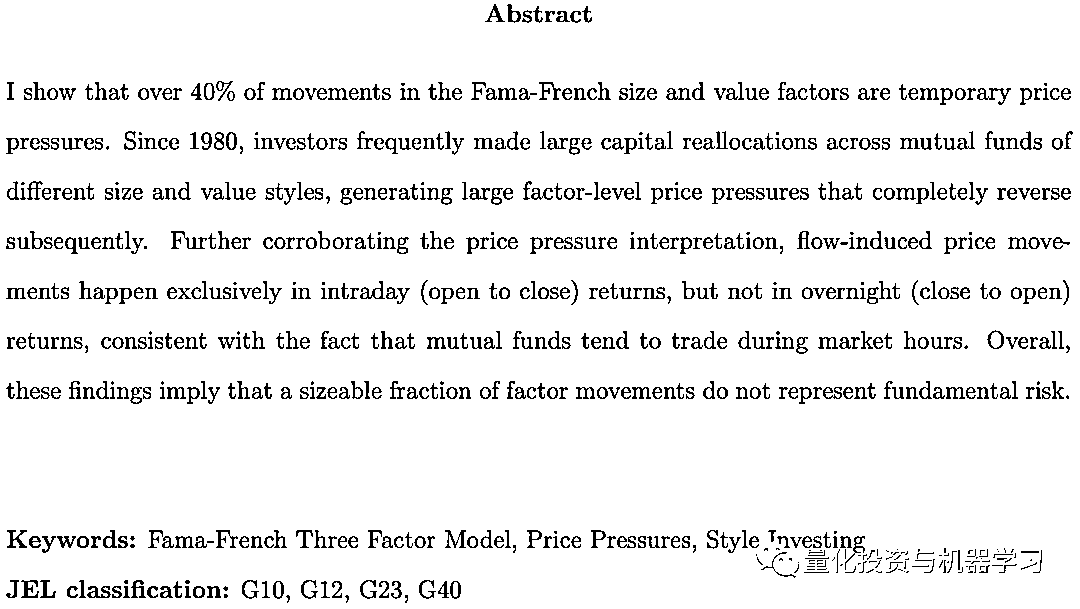 Abstract
I show that over 40% of movements in the Fama-French size and value factors are temporary price
pressures. Since 1980, investors frequently made large capital reallocations across mutual funds of
different size and value styles, generating large factor-level price pressures that completely reverse
subsequently. Further corroborating the price pressure interpretation, flow-induced price move-
ments happen exclusively in intraday (open to close) returns, but not in overnight (close to open)
returns, consistent with the fact that mutual funds tend to trade during market hours. Overall,
these findings imply that a sizeable fraction of factor movements do not represent fundamental risk.
Keywords: Fama-French Three Factor Model, Price Pressures, Style Investing
量化投资与机器学习
JEL classification: G10, G12, G23, G40